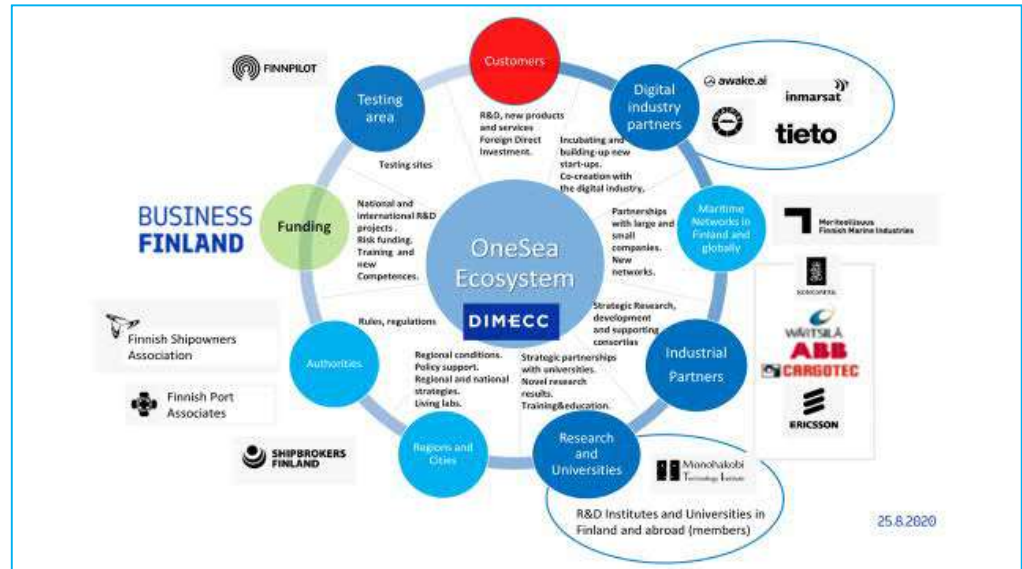 Customers
FINNPILOT
Testing
area
Digital
industry
partners
awake.ai
inmarsat
tieto
R&D, new products
and services
Foreign Direct
Investment.
Incubating and
building-up new
start-ups.
Co-creation with
the digital industry.
Testing sites
BUSINESS
FINLAND
Funding
National and
international R&D
projects .
Risk funding.
Training and
new
Competences.
OneSea
Ecosystem
DIMECC
Partnerships
with large and
small
companies.
New
networks.
Maritime
Networks in
Finland and
globally
Meriteollisuus
Finnish Marine Industries
KONGSBERG
WÄRTSILÄ
ABB
CARGOTEC
ERICSSON
Finnish Shipowners
Association
Finnish Port
Associates
SHIPBROKERS
FINLAND
Authorities
Rules, regulations
Regional conditions.
Policy support.
Regional and national
strategies.
Living labs.
Strategic partnerships
with universities.
Novel research
results.
Training&education.
Strategic Research,
development
and supporting
consortias
Industrial
Partners
Regions and
Cities
Research
and
Universities
Monohakobi
Technology Institute
R&D Institutes and Universities in
Finland and abroad (members)
25.8.2020